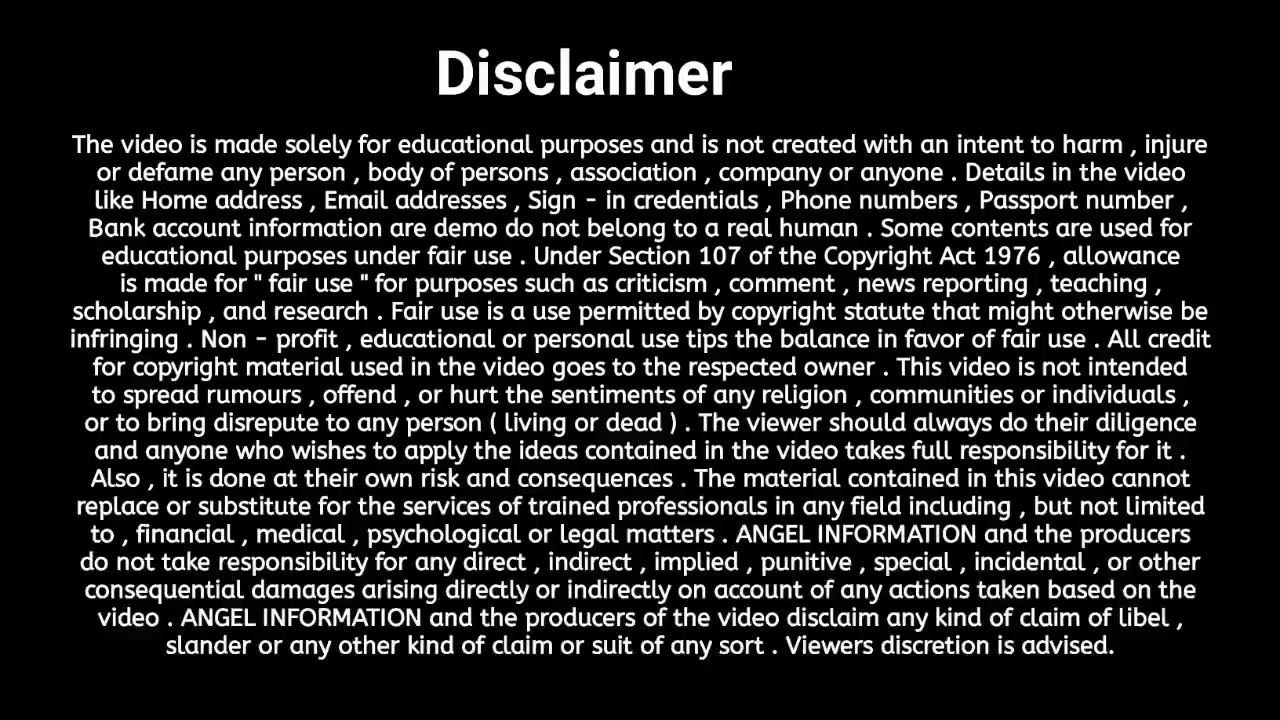 Disclaimer
The video is made solely for educational purposes and is not created with an intent to harm , injure
or defame any person , body of persons , association , company or anyone . Details in the video
like Home address , Email addresses , Sign - in credentials , Phone numbers , Passport number ,
Bank account information are demo do not belong to a real human . Some contents are used for
educational purposes under fair use . Under Section 107 of the Copyright Act 1976 , allowance
is made for " fair use " for purposes such as criticism , comment , news reporting , teaching ,
scholarship , and research . Fair use is a use permitted by copyright statute that might otherwise be
infringing . Non - profit , educational or personal use tips the balance in favor of fair use . All credit
for copyright material used in the video goes to the respected owner . This video is not intended
to spread rumours , offend , or hurt the sentiments of any religion , communities or individuals ,
or to bring disrepute to any person ( living or dead ) . The viewer should always do their diligence
and anyone who wishes to apply the ideas contained in the video takes full responsibility for it .
Also , it is done at their own risk and consequences . The material contained in this video cannot
replace or substitute for the services of trained professionals in any field including , but not limited
to , financial , medical , psychological or legal matters . ANGEL INFORMATION and the producers
do not take responsibility for any direct , indirect , implied , punitive , special , incidental , or other
consequential damages arising directly or indirectly on account of any actions taken based on the
video . ANGEL INFORMATION and the producers of the video disclaim any kind of claim of libel ,
slander or any other kind of claim or suit of any sort . Viewers discretion is advised.